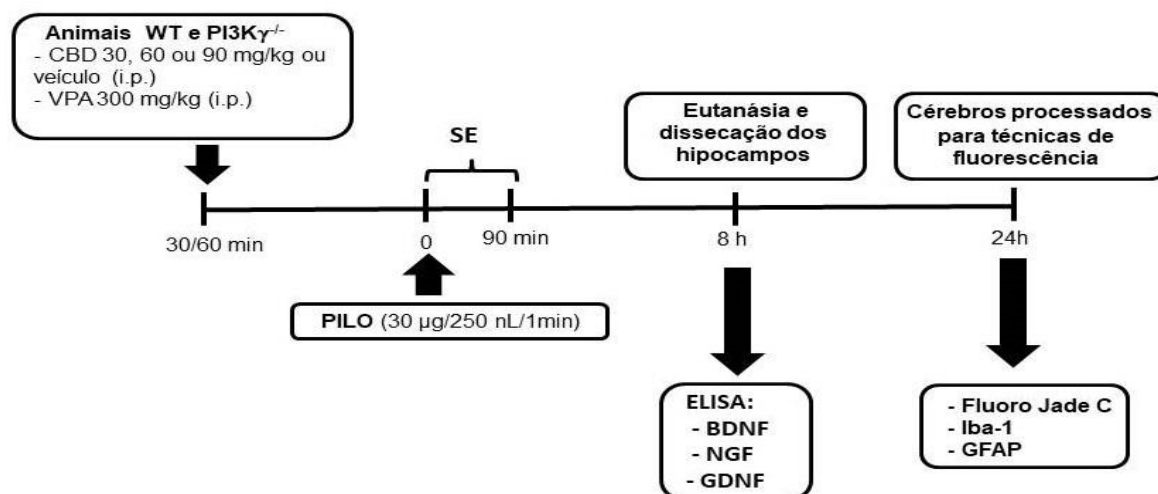 Animais WT e PI3Kγ-/-
- CBD 30, 60 ou 90 mg/kg ou
veículo (i.p.)
- VPA 300 mg/kg (i.p.)
SE
Eutanásia e
dissecação dos
hipocampos
Cérebros processados
para técnicas de
fluorescência
30/60 min
0
90 min
8 h
24h
PILO (30 µg/250 nL/1min)
ELISA:
- BDNF
- NGF
- GDNF
- Fluoro Jade C
- Iba-1
- GFAP